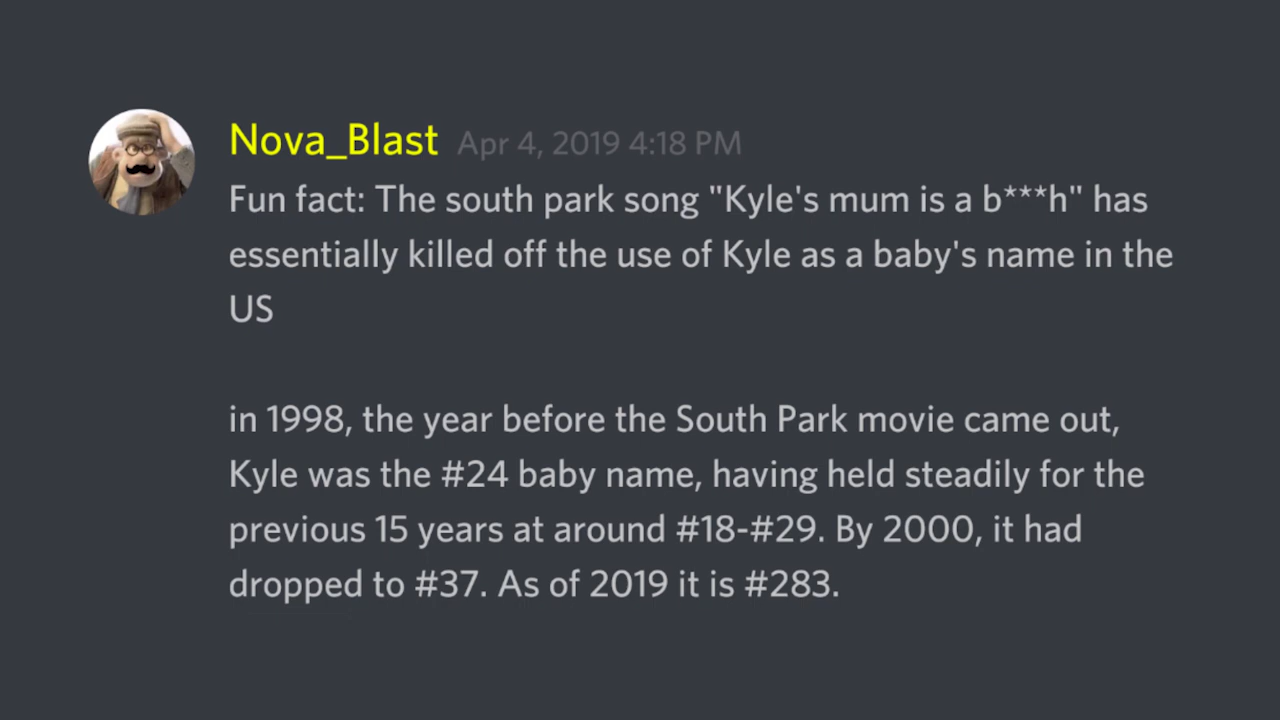 Nova_Blast Apr 4, 2019 4:18 PM
Fun fact: The south park song "Kyle's mum is a b***h" has
essentially killed off the use of Kyle as a baby's name in the
US
in 1998, the year before the South Park movie came out,
Kyle was the #24 baby name, having held steadily for the
previous 15 years at around #18-#29. By 2000, it had
dropped to #37. As of 2019 it is #283.